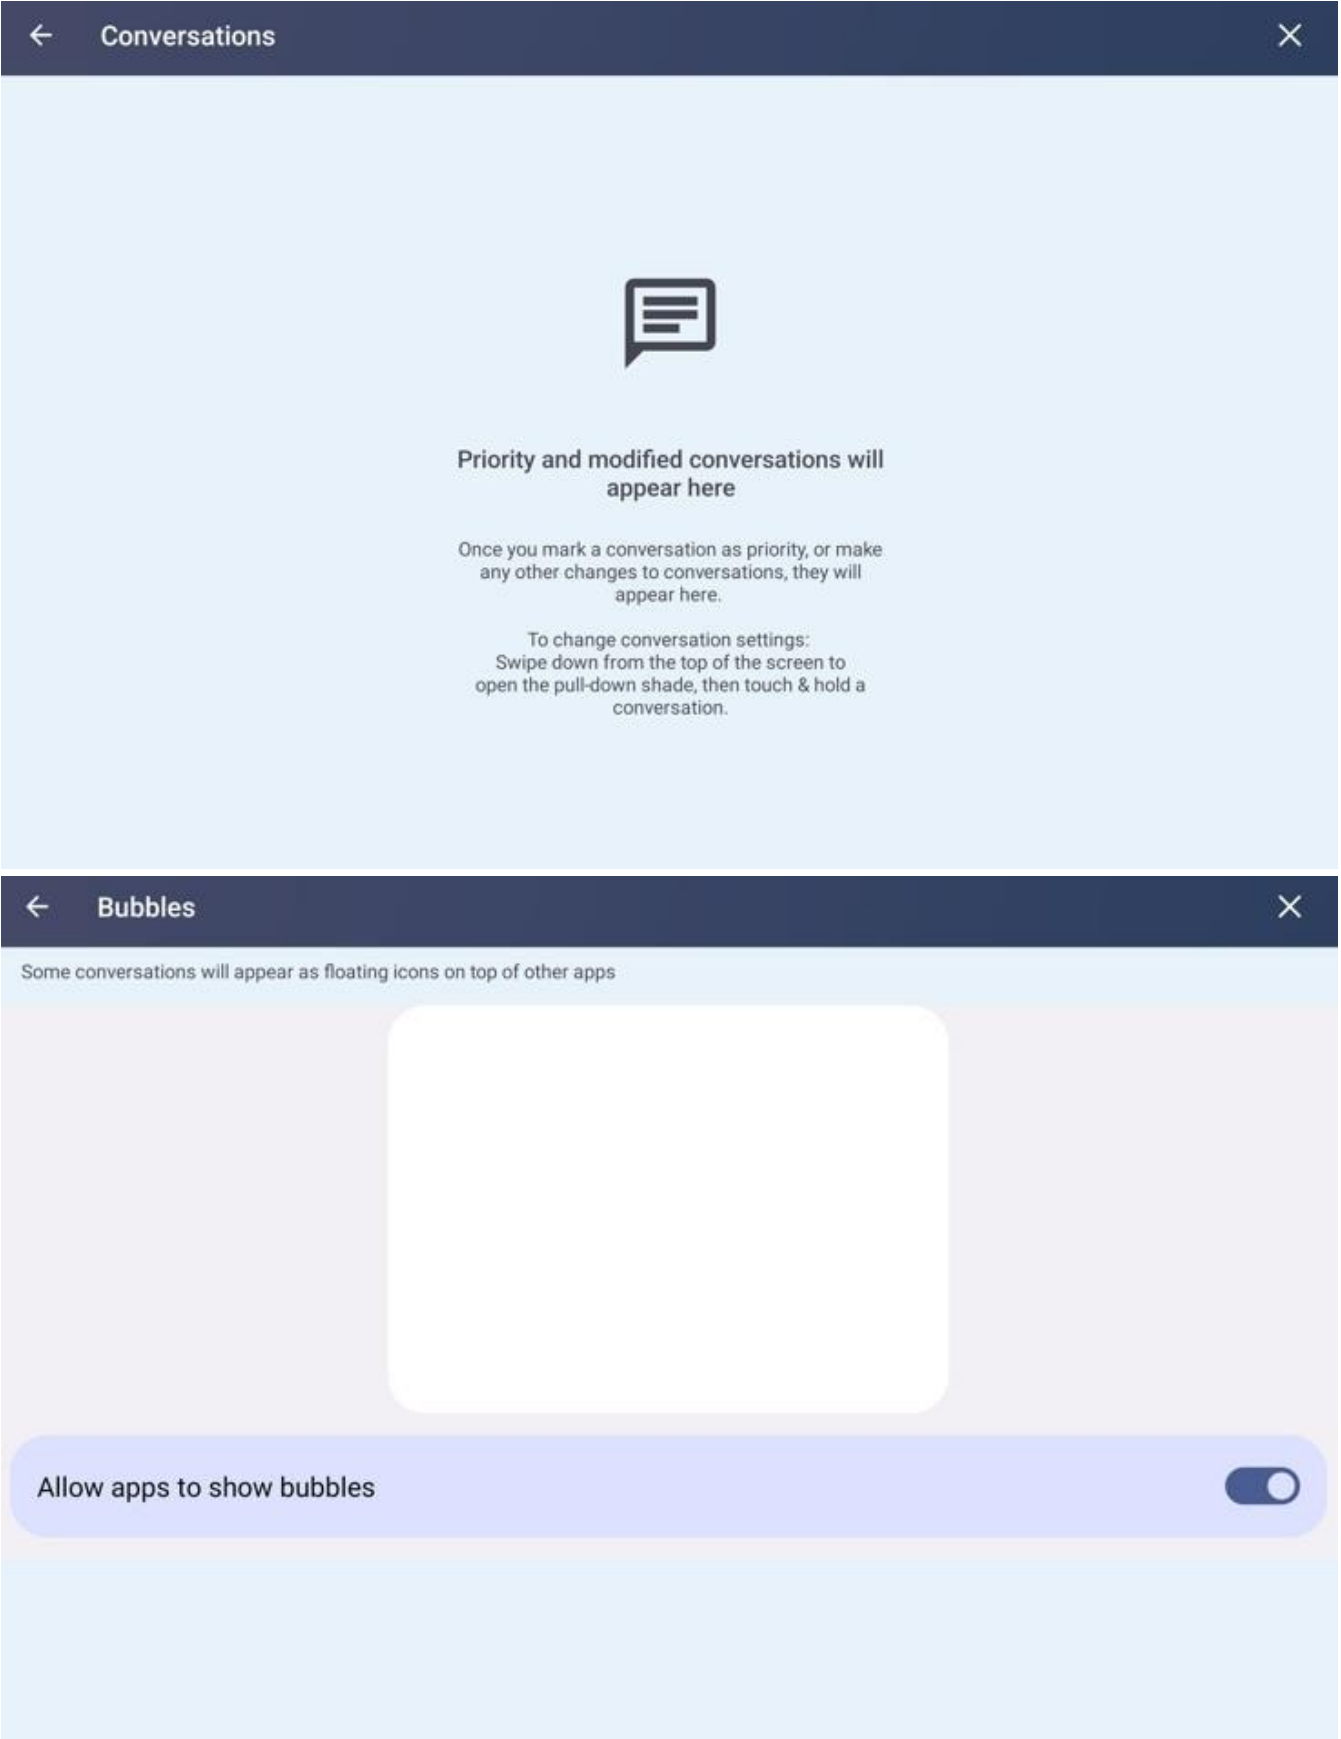 Conversations
Priority and modified conversations will
appear here
Once you mark a conversation as priority, or make
any other changes to conversations, they will
appear here.
To change conversation settings:
Swipe down from the top of the screen to
open the pull-down shade, then touch & hold a
conversation.
Bubbles
Some conversations will appear as floating icons on top of other apps
Allow apps to show bubbles